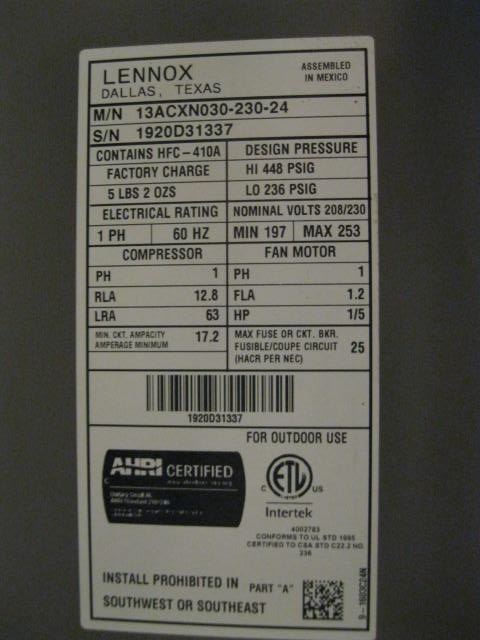 LENNOX
DALLAS, TEXAS
ASSEMBLED
IN MEXICO
M/N 13ACXN030-230-24
S/N 1920D31337
CONTAINS HFC-410A
FACTORY CHARGE
5 LBS 2 OZS
DESIGN PRESSURE
HI 448 PSIG
LO 236 PSIG
ELECTRICAL RATING
NOMINAL VOLTS 208/230
1 PH 60 HZ MIN 197 MAX 253
COMPRESSOR
PH 1
RLA 12.8
LRA 63
FAN MOTOR
PH 1
FLA 1.2
HP 1/5
MIN. CKT. AMPACITY
AMPERAGE MINIMUM
17.2
MAX FUSE OR CKT. BKR.
FUSIBLE/COUPE CIRCUIT
(HACR PER NEC)
25
1920D31337
FOR OUTDOOR USE
AHRI CERTIFIED
C ETL US
Intertek
4002783
CONFORMS TO UL STD 1995
CERTIFIED TO CSA STD C22.2 NO.
236
INSTALL PROHIBITED IN
SOUTHWEST OR SOUTHEAST
PART "A"